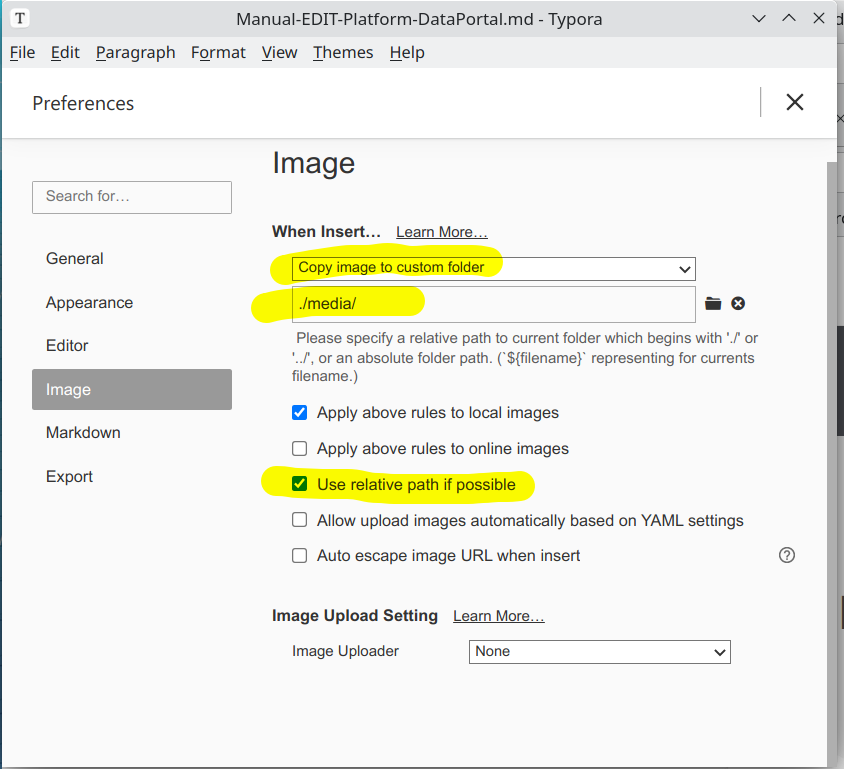 T Manual-EDIT-Platform-DataPortal.md - Typora
File Edit Paragraph Format View Themes Help
Preferences
Search for…
General
Appearance
Editor
Image
Markdown
Export
Image
When Insert… Learn More…
Copy image to custom folder
./media/
Please specify a relative path to current folder which begins with './' or
'../', or an absolute folder path. (`${filename}` representing for currents
filename.)
Apply above rules to local images
Apply above rules to online images
Use relative path if possible
Allow upload images automatically based on YAML settings
Auto escape image URL when insert
Image Upload Setting Learn More…
Image Uploader None